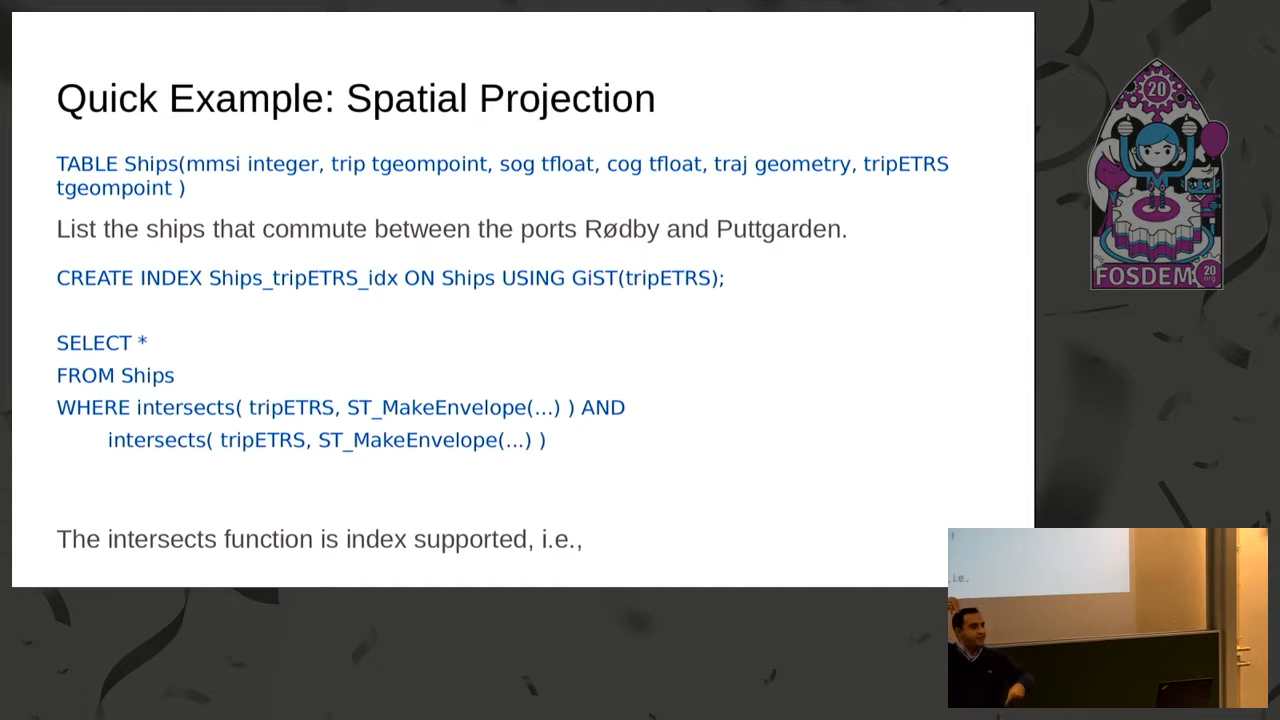 Quick Example: Spatial Projection
TABLE Ships(mmsi integer, trip tgeompoint, sog tfloat, cog tfloat, traj geometry, tripETRS
tgeompoint )
List the ships that commute between the ports Rødby and Puttgarden.
CREATE INDEX Ships_tripETRS_idx ON Ships USING GiST(tripETRS);
SELECT *
FROM Ships
WHERE intersects( tripETRS, ST_MakeEnvelope(...) ) AND
intersects( tripETRS, ST_MakeEnvelope(...) )
The intersects function is index supported, i.e.,
20
FOSDEM
20
.org
)
, i.e.,